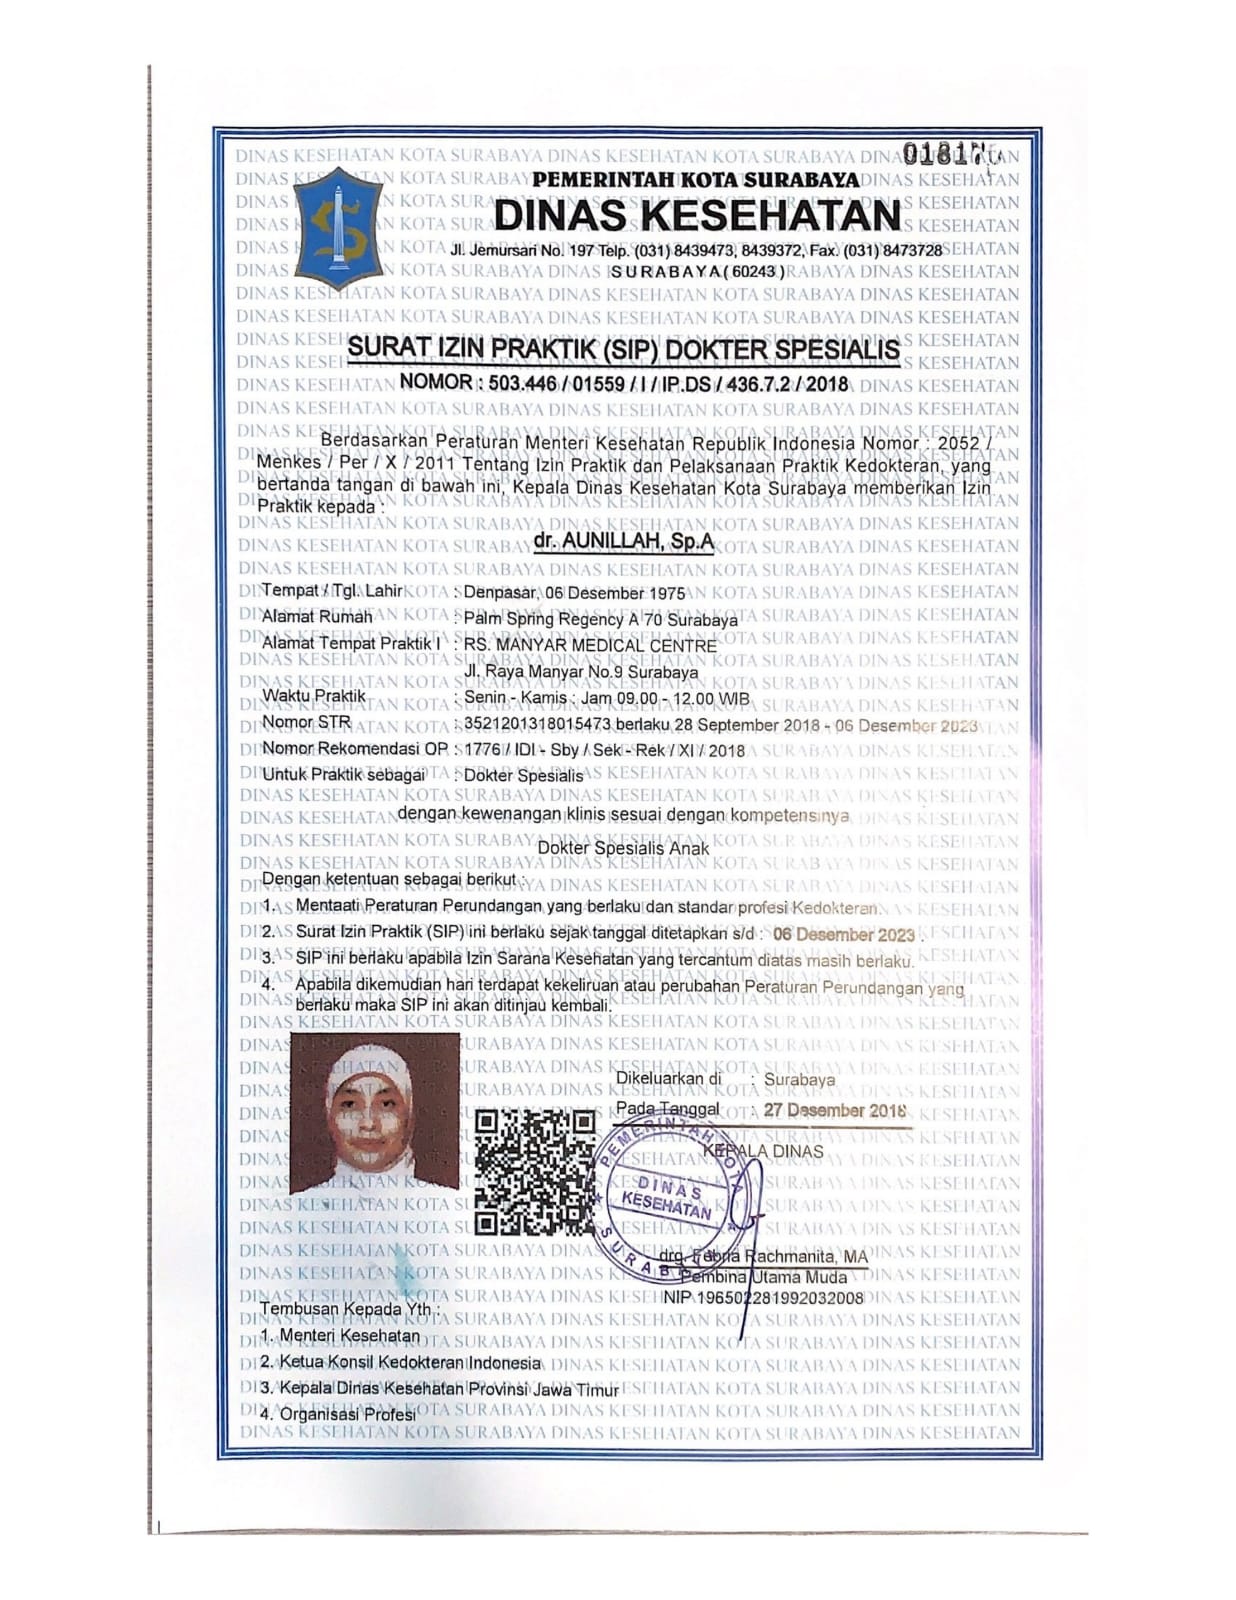 PEMERINTAH KOTA SURABAYA
DINAS KESEHATAN
Jl. Jemursari No. 197 Telp. (031) 8439473, 8439372, Fax. (031) 8473728
SURABAYA ( 60243 )
SURAT IZIN PRAKTIK (SIP) DOKTER SPESIALIS
NOMOR : 503.446 / 01559 / I / IP.DS / 436.7.2 / 2018
Berdasarkan Peraturan Menteri Kesehatan Republik Indonesia Nomor : 2052 /
Menkes / Per / X / 2011 Tentang Izin Praktik dan Pelaksanaan Praktik Kedokteran, yang
bertanda tangan di bawah ini, Kepala Dinas Kesehatan Kota Surabaya memberikan Izin
Praktik kepada :
dr. AUNILLAH, Sp.A
Tempat / Tgl. Lahir : Denpasar, 06 Desember 1975
Alamat Rumah : Palm Spring Regency A 70 Surabaya
Alamat Tempat Praktik I : RS. MANYAR MEDICAL CENTRE
Jl. Raya Manyar No.9 Surabaya
Waktu Praktik : Senin - Kamis : Jam 09.00 - 12.00 WIB
Nomor STR : 3521201318015473 berlaku 28 September 2018 - 06 Desember 2023
Nomor Rekomendasi OP : 1776 / IDI - Sby / Sek - Rek / XI / 2018
Untuk Praktik sebagai : Dokter Spesialis
dengan kewenangan klinis sesuai dengan kompetensinya
Dokter Spesialis Anak
Dengan ketentuan sebagai berikut :
1. Mentaati Peraturan Perundangan yang berlaku dan standar profesi Kedokteran.
2. Surat Izin Praktik (SIP) ini berlaku sejak tanggal ditetapkan s/d : 06 Desember 2023 .
3. SIP ini berlaku apabila Izin Sarana Kesehatan yang tercantum diatas masih berlaku.
4. Apabila dikemudian hari terdapat kekeliruan atau perubahan Peraturan Perundangan yang
berlaku maka SIP ini akan ditinjau kembali.
Dikeluarkan di : Surabaya
Pada Tanggal : 27 Desember 2018
KEPALA DINAS
PEMERINTAH KOTA
DINAS
KESEHATAN
SURABAYA
drg. Febria Rachmanita, MA
Pembina Utama Muda
NIP 196502281992032008
Tembusan Kepada Yth :
1. Menteri Kesehatan
2. Ketua Konsil Kedokteran Indonesia
3. Kepala Dinas Kesehatan Provinsi Jawa Timur
4. Organisasi Profesi